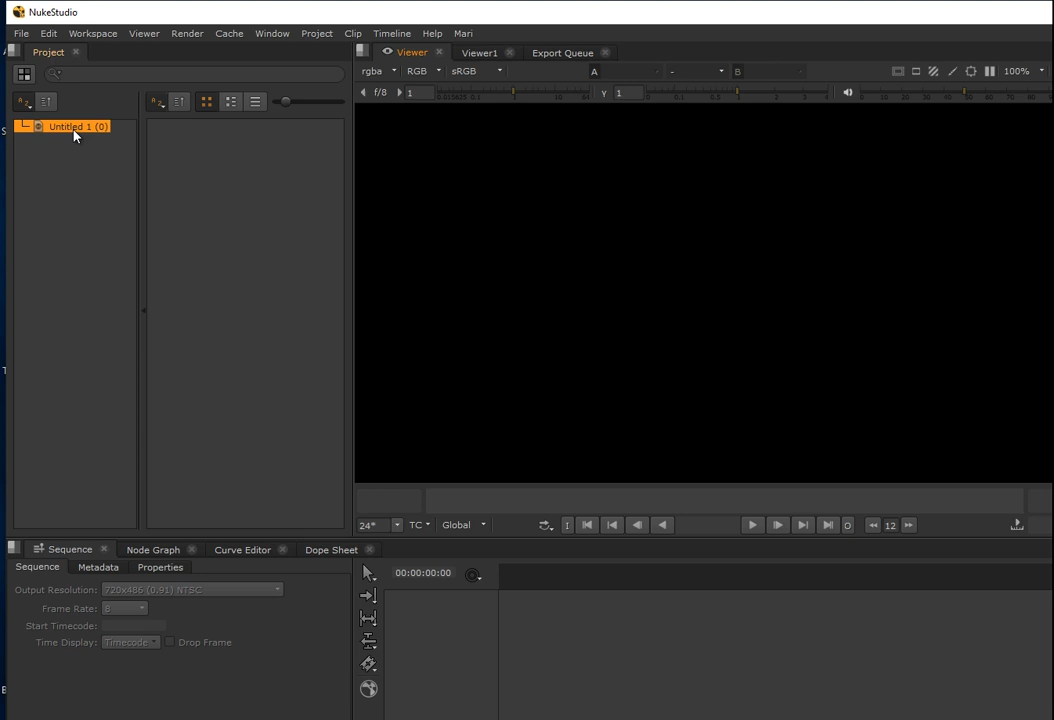 NukeStudio
File Edit Workspace Viewer Render Cache Window Project Clip Timeline Help Mari
Project
Viewer Viewer1 Export Queue
rgba RGB sRGB A - B 100%
f/8 1 Y 1
Untitled 1 (0)
24* TC Global I O 12
Sequence Node Graph Curve Editor Dope Sheet
Sequence Metadata Properties
00:00:00:00
Output Resolution: 720x486 (0.91) NTSC
Frame Rate: 8
Start Timecode:
Time Display: Timecode Drop Frame